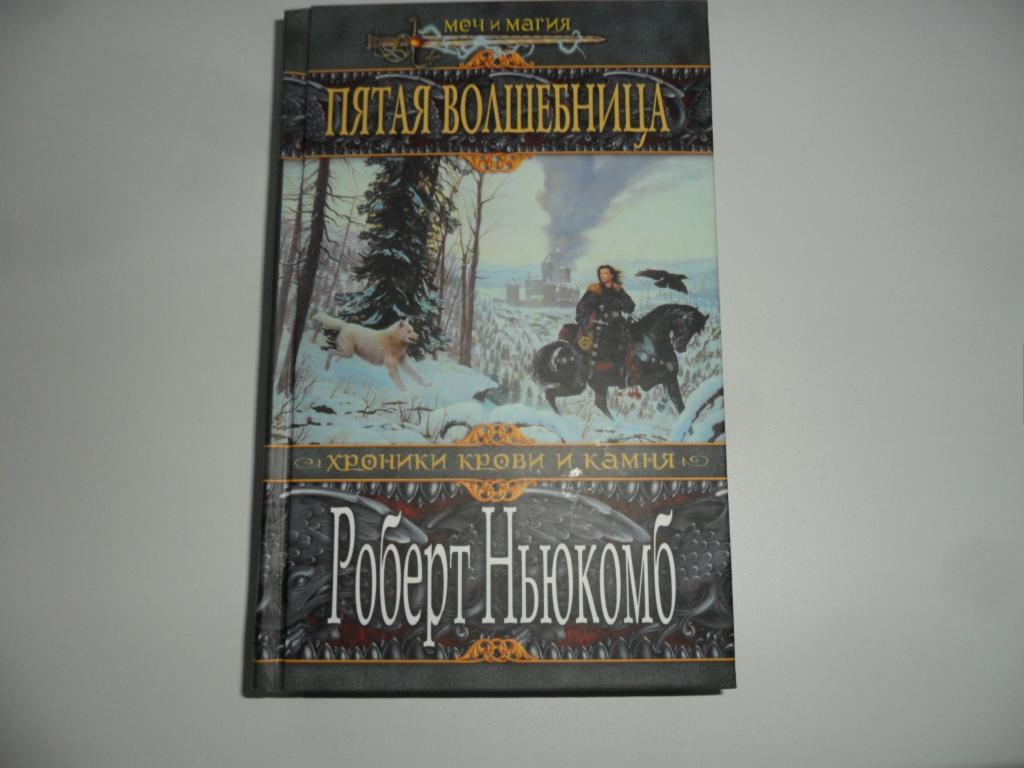 меч и магия
ПЯТАЯ ВОЛШЕБНИЦА
ХРОНИКИ КРОВИ И КАМНЯ
Роберт Ньюкомб